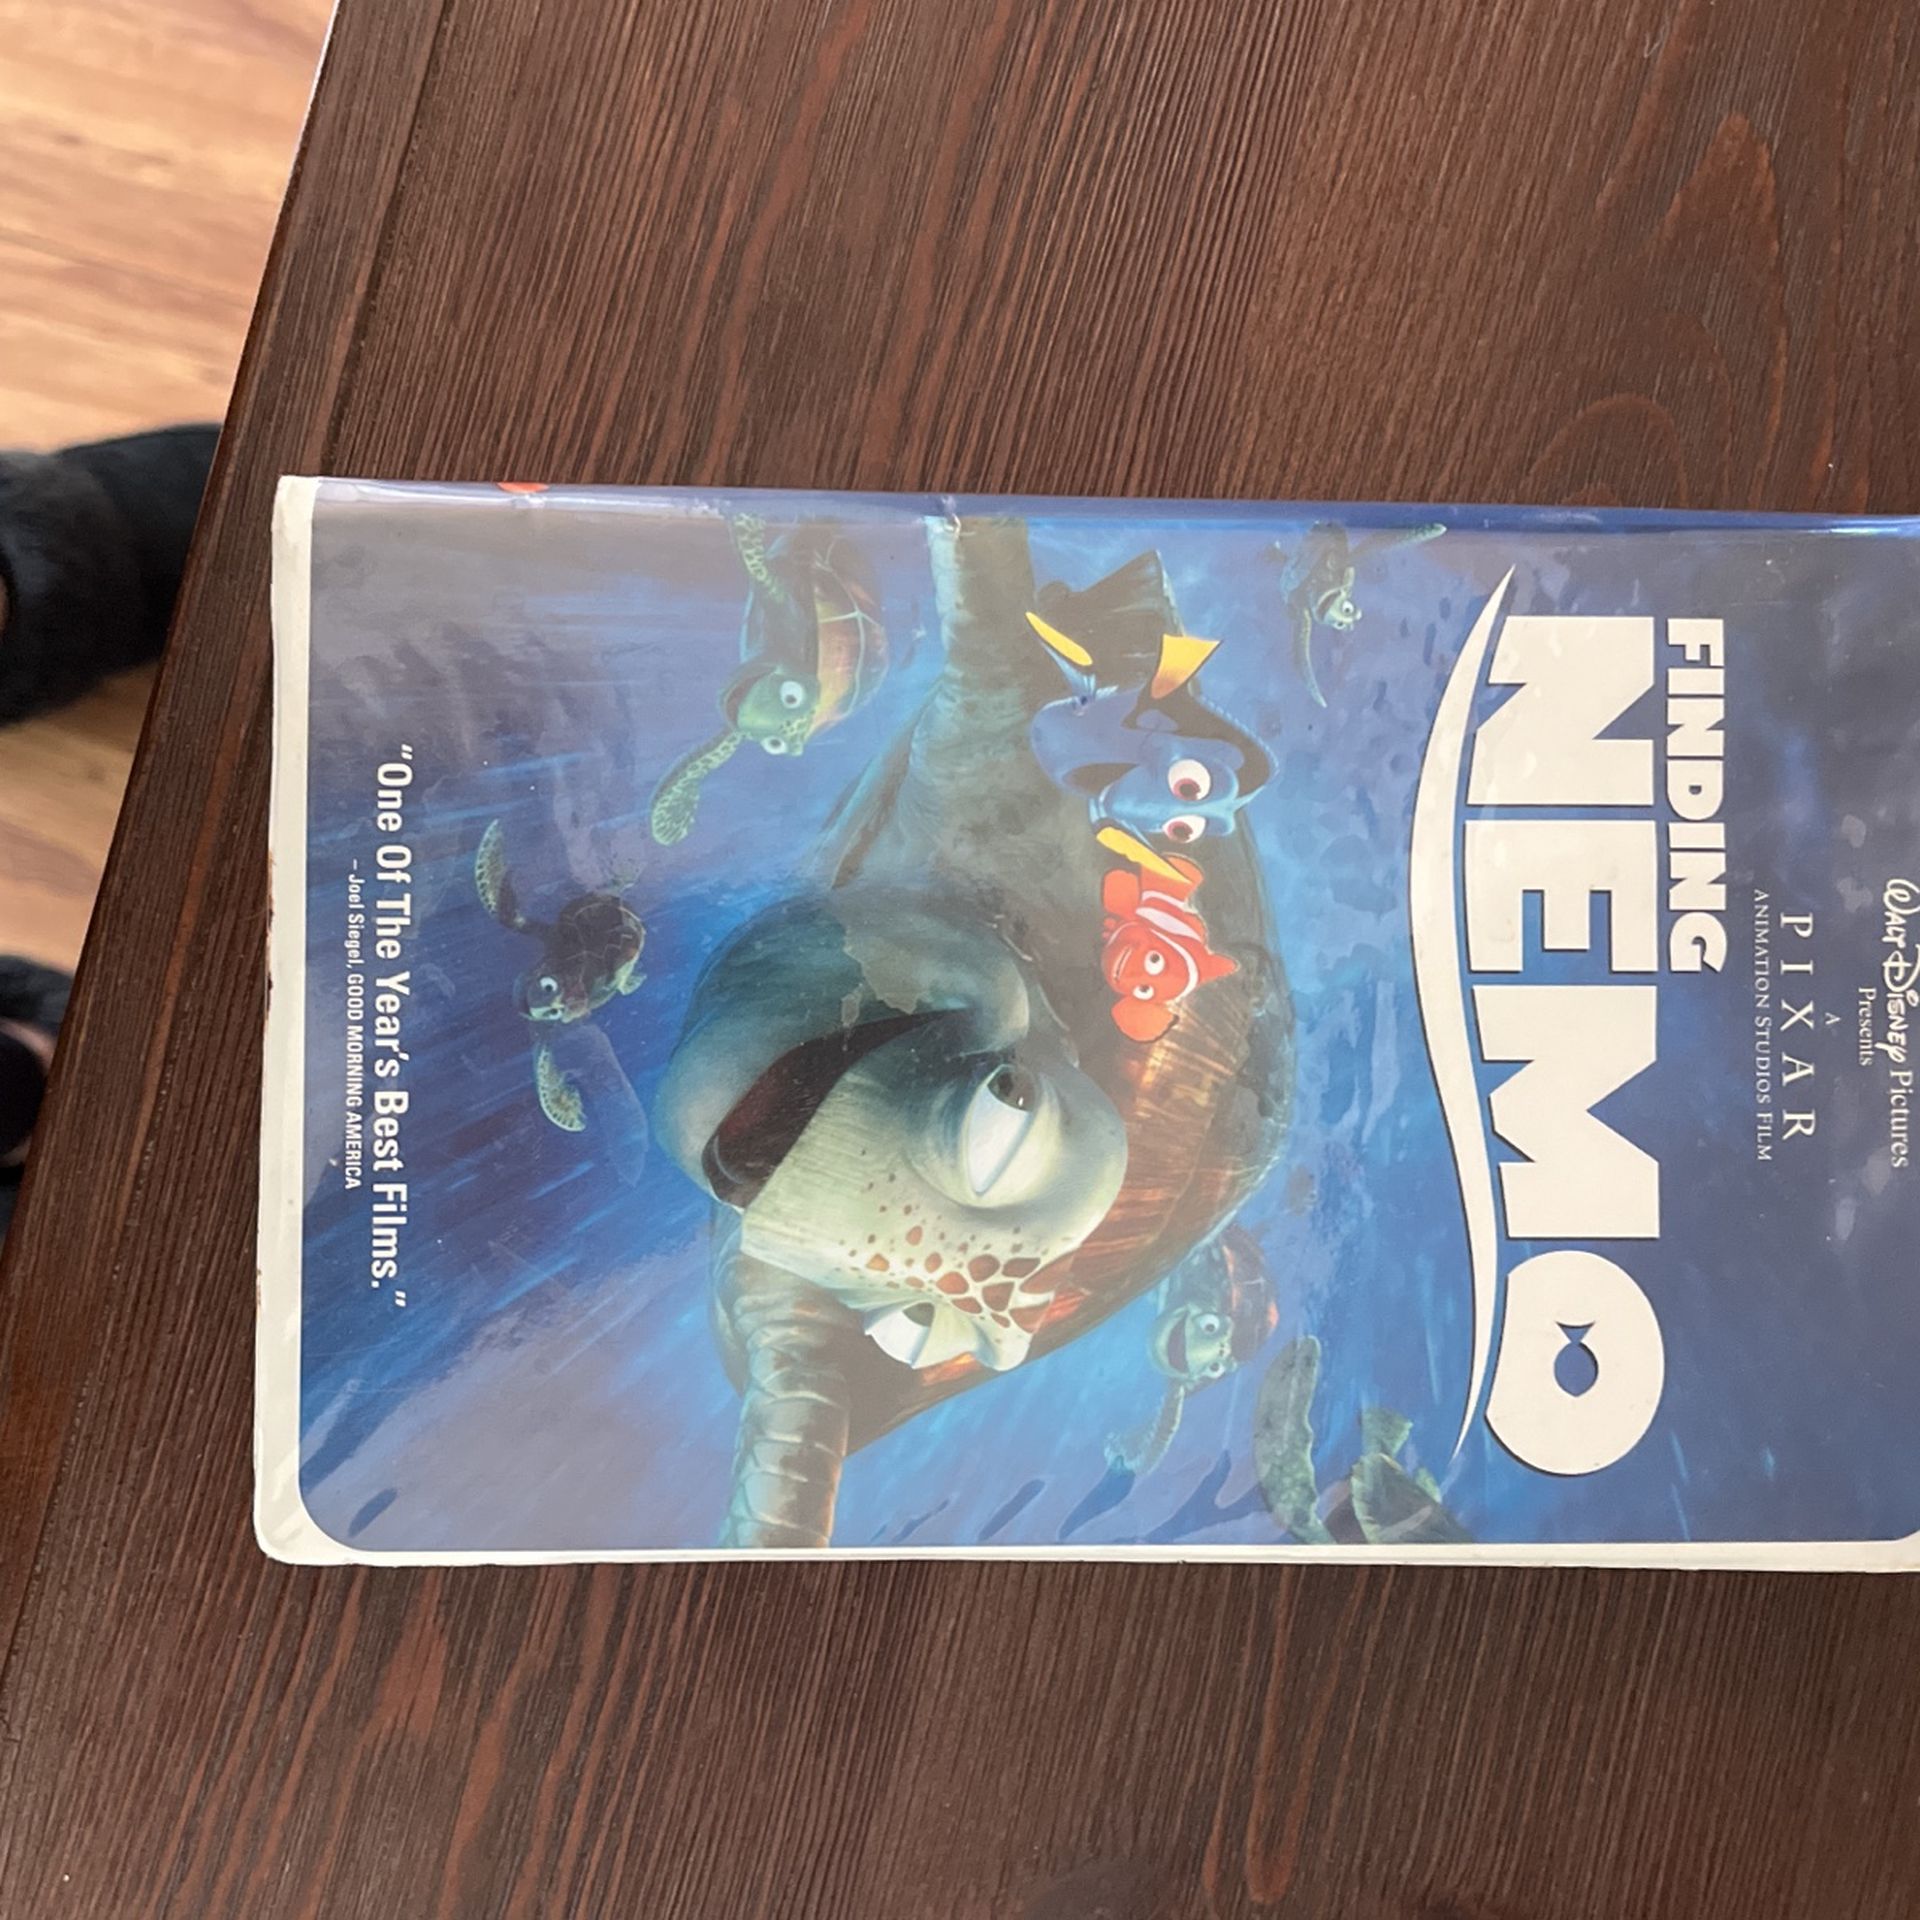 WALT DISNEY Pictures
Presents
A
PIXAR
ANIMATION STUDIOS FILM
FINDING
NEMO
"One Of The Year's Best Films."
– Joel Siegel, GOOD MORNING AMERICA